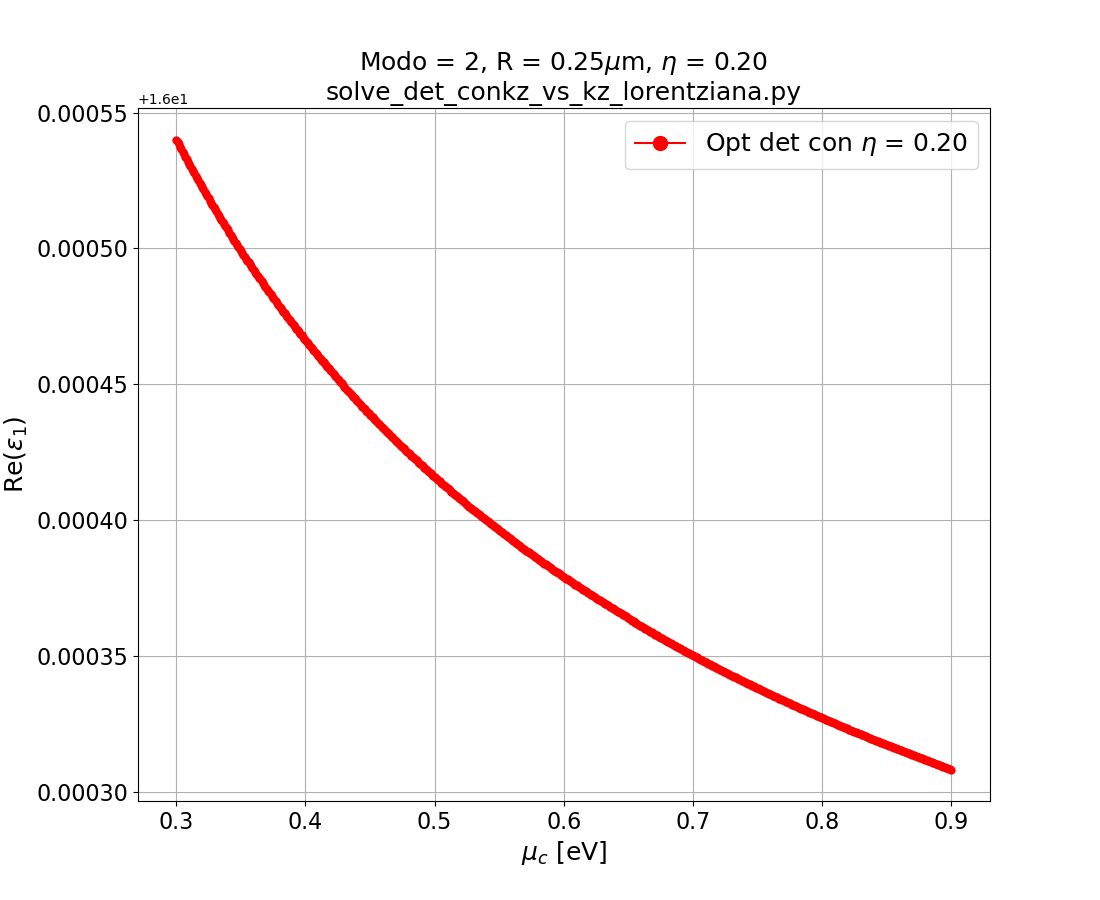 Modo = 2, R = 0.25μm, η = 0.20
solve_det_conkz_vs_kz_lorentziana.py
+1.6e1
Opt det con η = 0.20
0.00055
0.00050
0.00045
0.00040
0.00035
0.00030
Re(ε₁)
0.3 0.4 0.5 0.6 0.7 0.8 0.9
μ_c [eV]